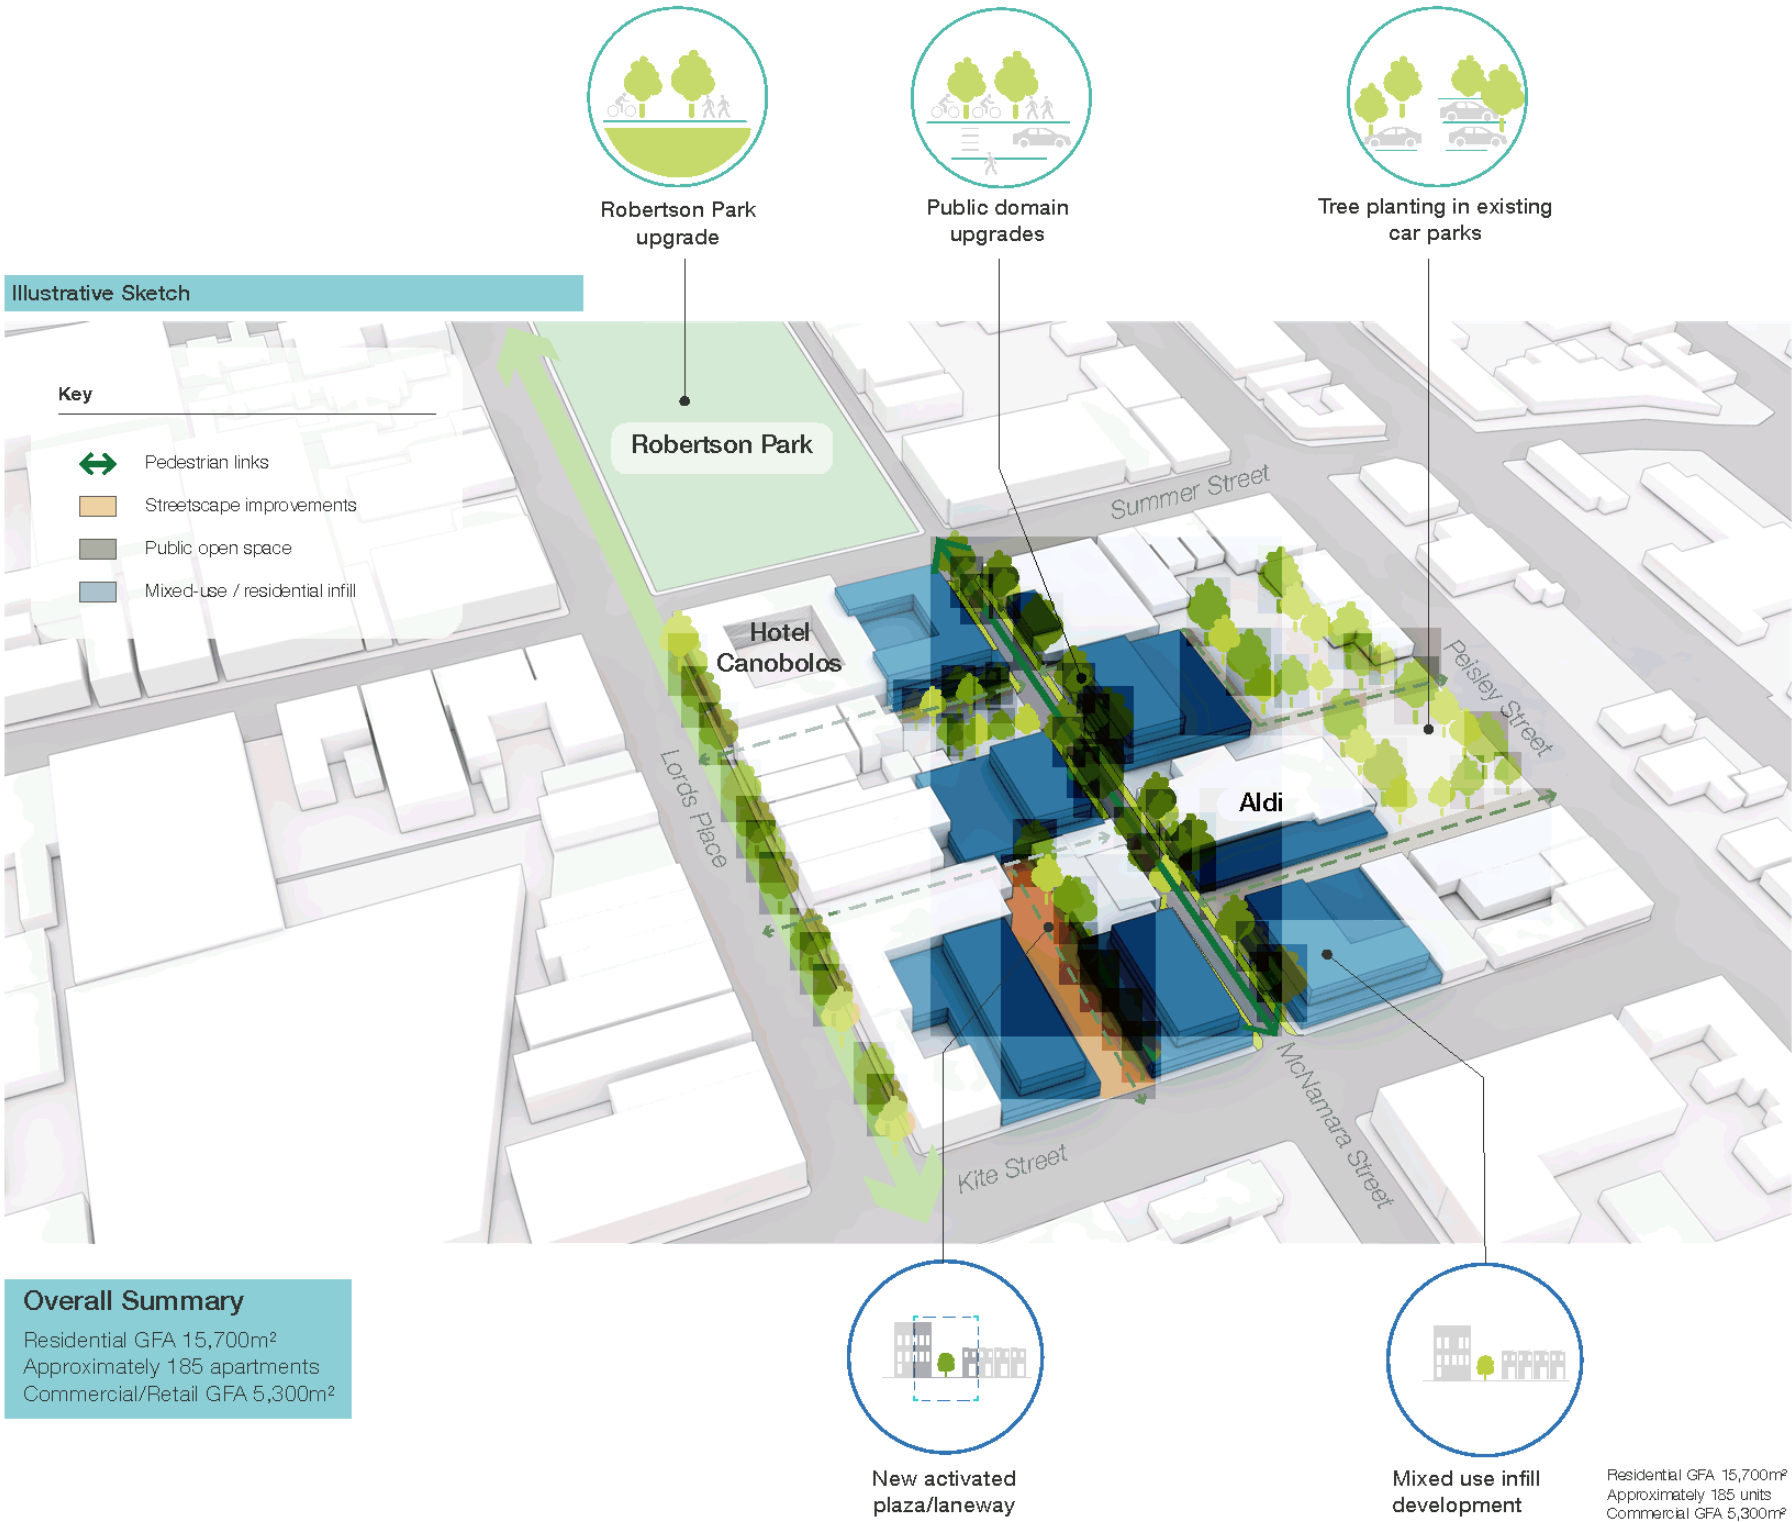 Robertson Park
upgrade
Public domain
upgrades
Tree planting in existing
car parks
Illustrative Sketch
Key
Pedestrian links
Streetscape improvements
Public open space
Mixed-use / residential infill
Robertson Park
Summer Street
Hotel
Canobolos
Peisley Street
Lords Place
Aldi
McNamara Street
Kite Street
Overall Summary
Residential GFA 15,700m²
Approximately 185 apartments
Commercial/Retail GFA 5,300m²
New activated
plaza/laneway
Mixed use infill
development
Residential GFA 15,700m²
Approximately 185 units
Commercial GFA 5,300m²